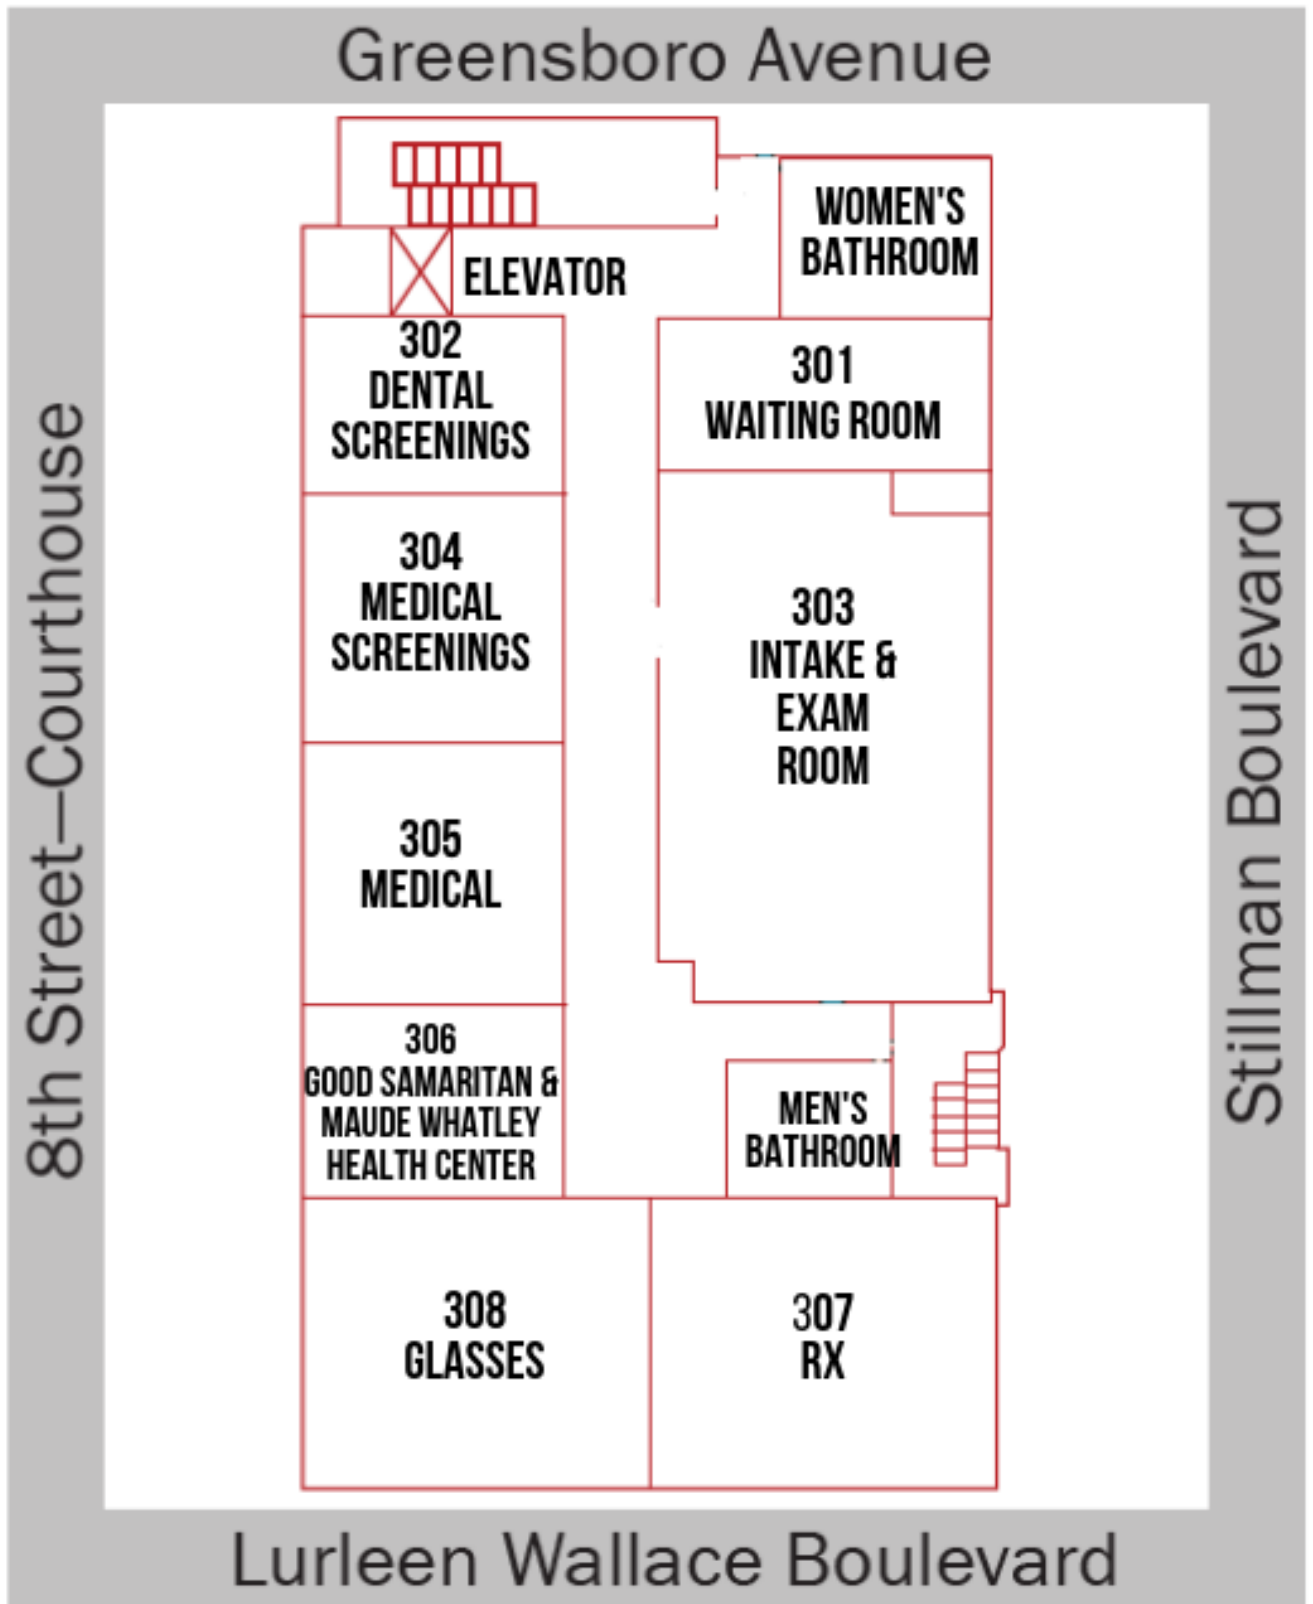 Greensboro Avenue
WOMEN'S
BATHROOM
ELEVATOR
302
DENTAL
SCREENINGS
301
WAITING ROOM
304
MEDICAL
SCREENINGS
303
INTAKE &
EXAM
ROOM
305
MEDICAL
306
GOOD SAMARITAN &
MAUDE WHATLEY
HEALTH CENTER
MEN'S
BATHROOM
308
GLASSES
307
RX
8th Street–Courthouse
Stillman Boulevard
Lurleen Wallace Boulevard